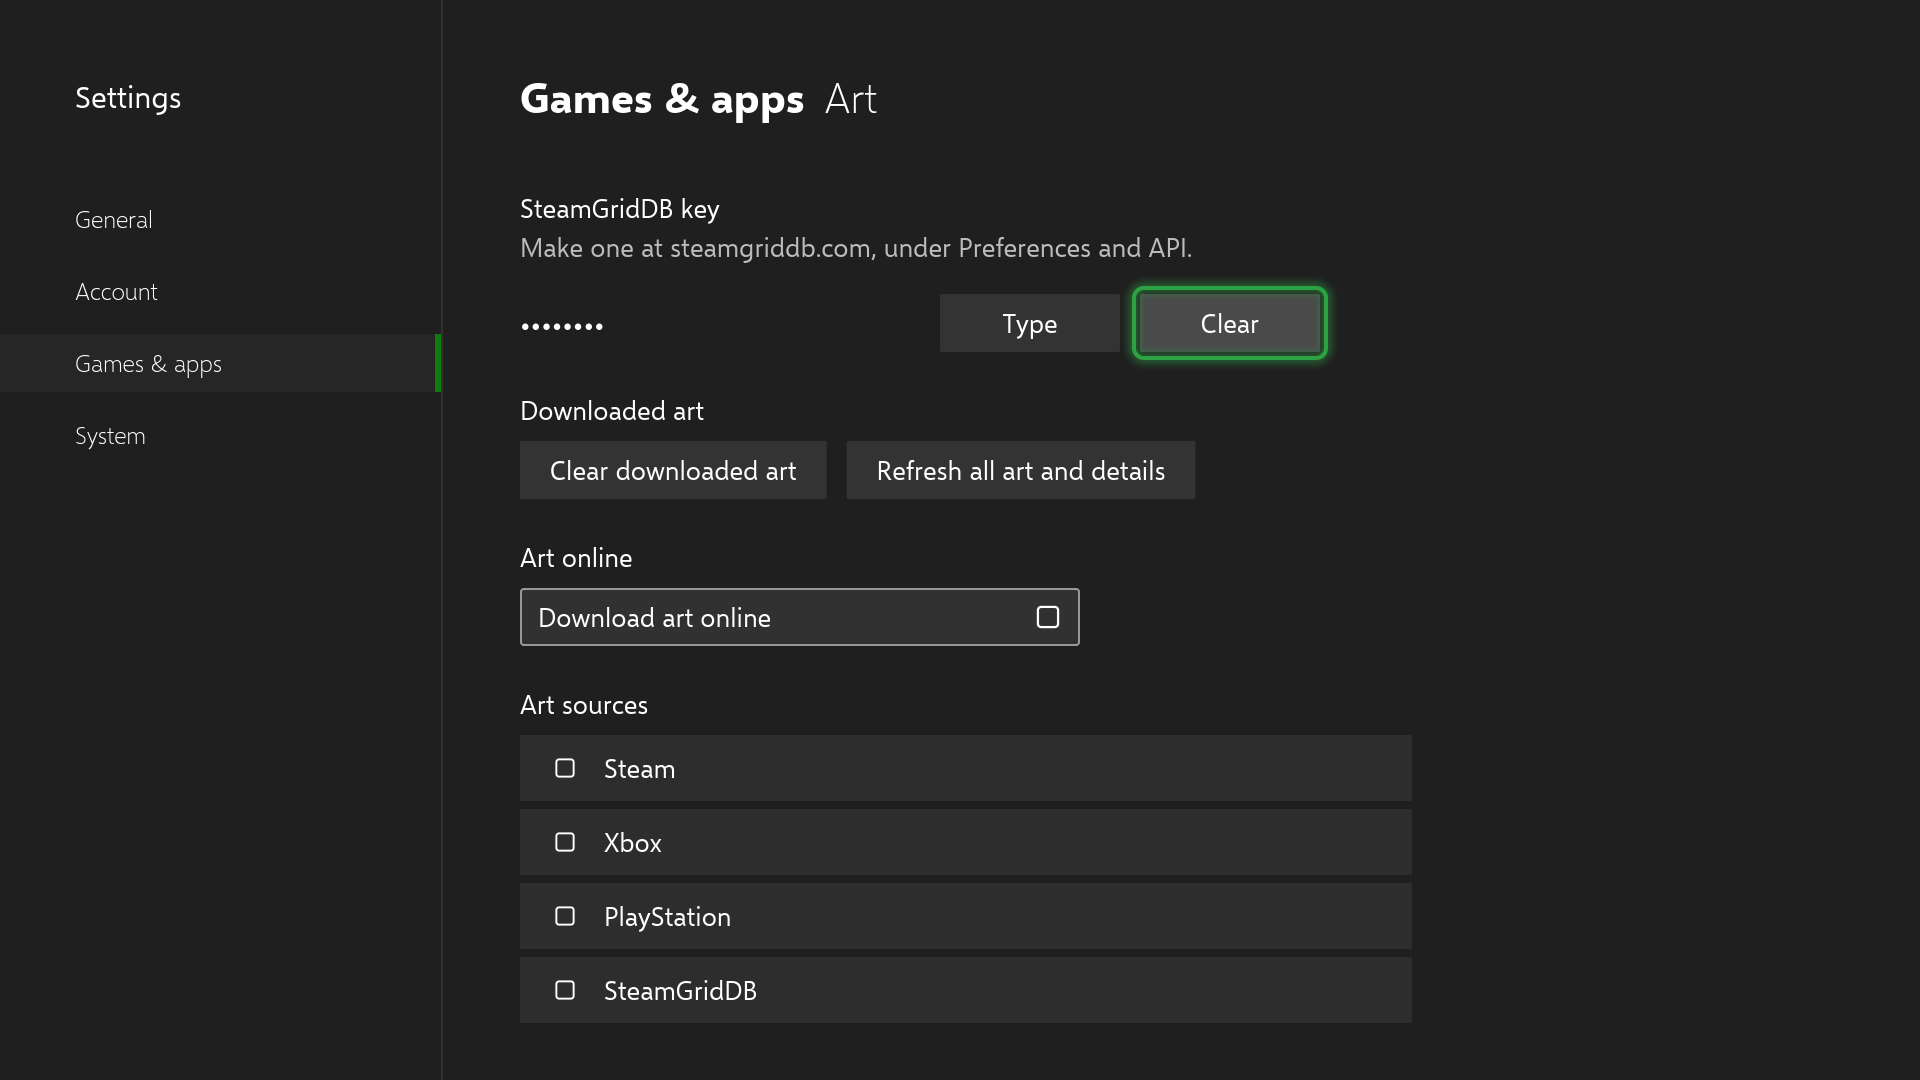 Settings
General
Account
Games & apps
System
Games & apps Art
SteamGridDB key
Make one at steamgriddb.com, under Preferences and API.
••••••••
Type
Clear
Downloaded art
Clear downloaded art
Refresh all art and details
Art online
Download art online
Art sources
Steam
Xbox
PlayStation
SteamGridDB